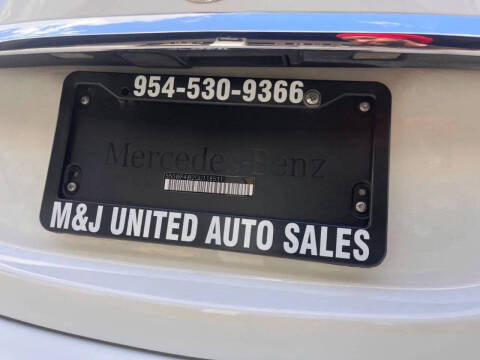 954-530-9366
Mercedes-Benz
M&J UNITED AUTO SALES